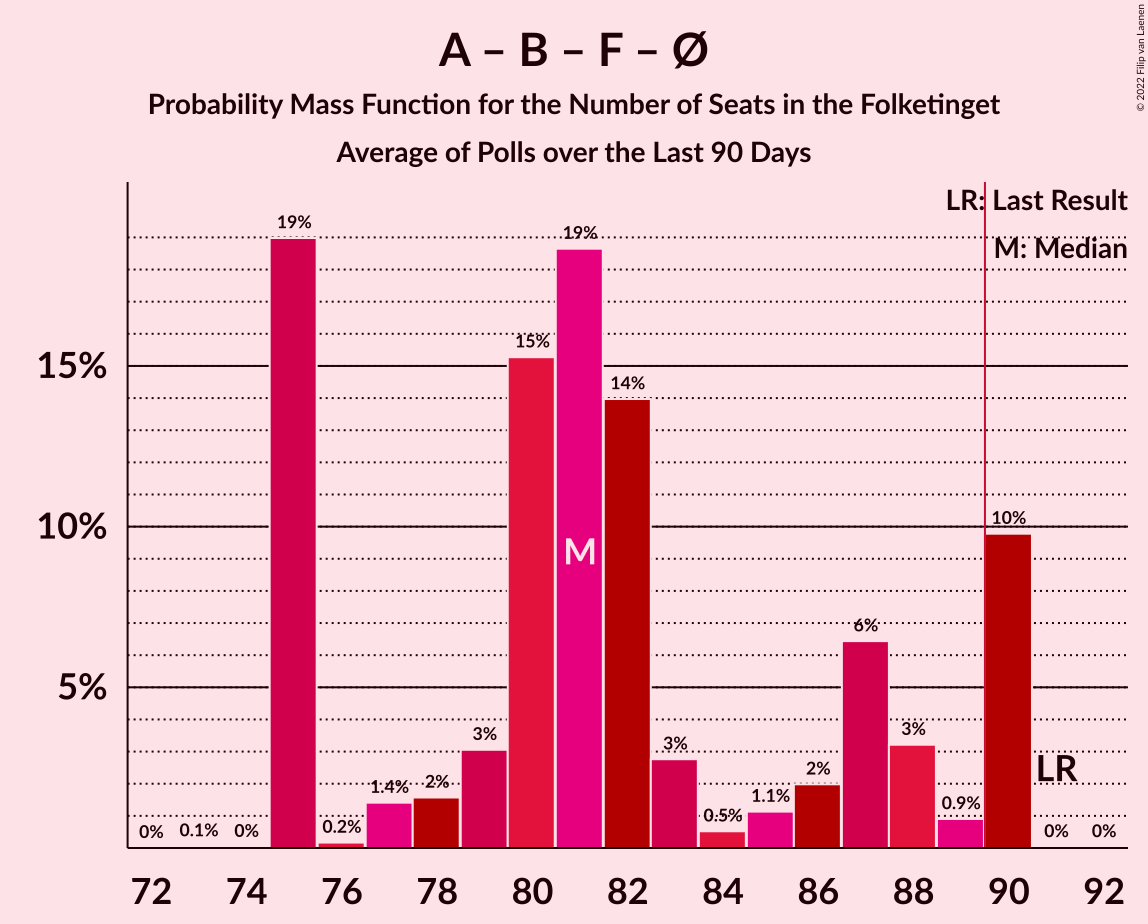 A – B – F – Ø
Probability Mass Function for the Number of Seats in the Folketinget
Average of Polls over the Last 90 Days
© 2022 Filip van Laenen
LR: Last Result
M: Median
15%
10%
5%
0%
0.1%
0%
19%
0.2%
1.4%
2%
3%
15%
19%
14%
3%
0.5%
1.1%
2%
6%
3%
0.9%
10%
0%
0%
M
LR
72 74 76 78 80 82 84 86 88 90 92